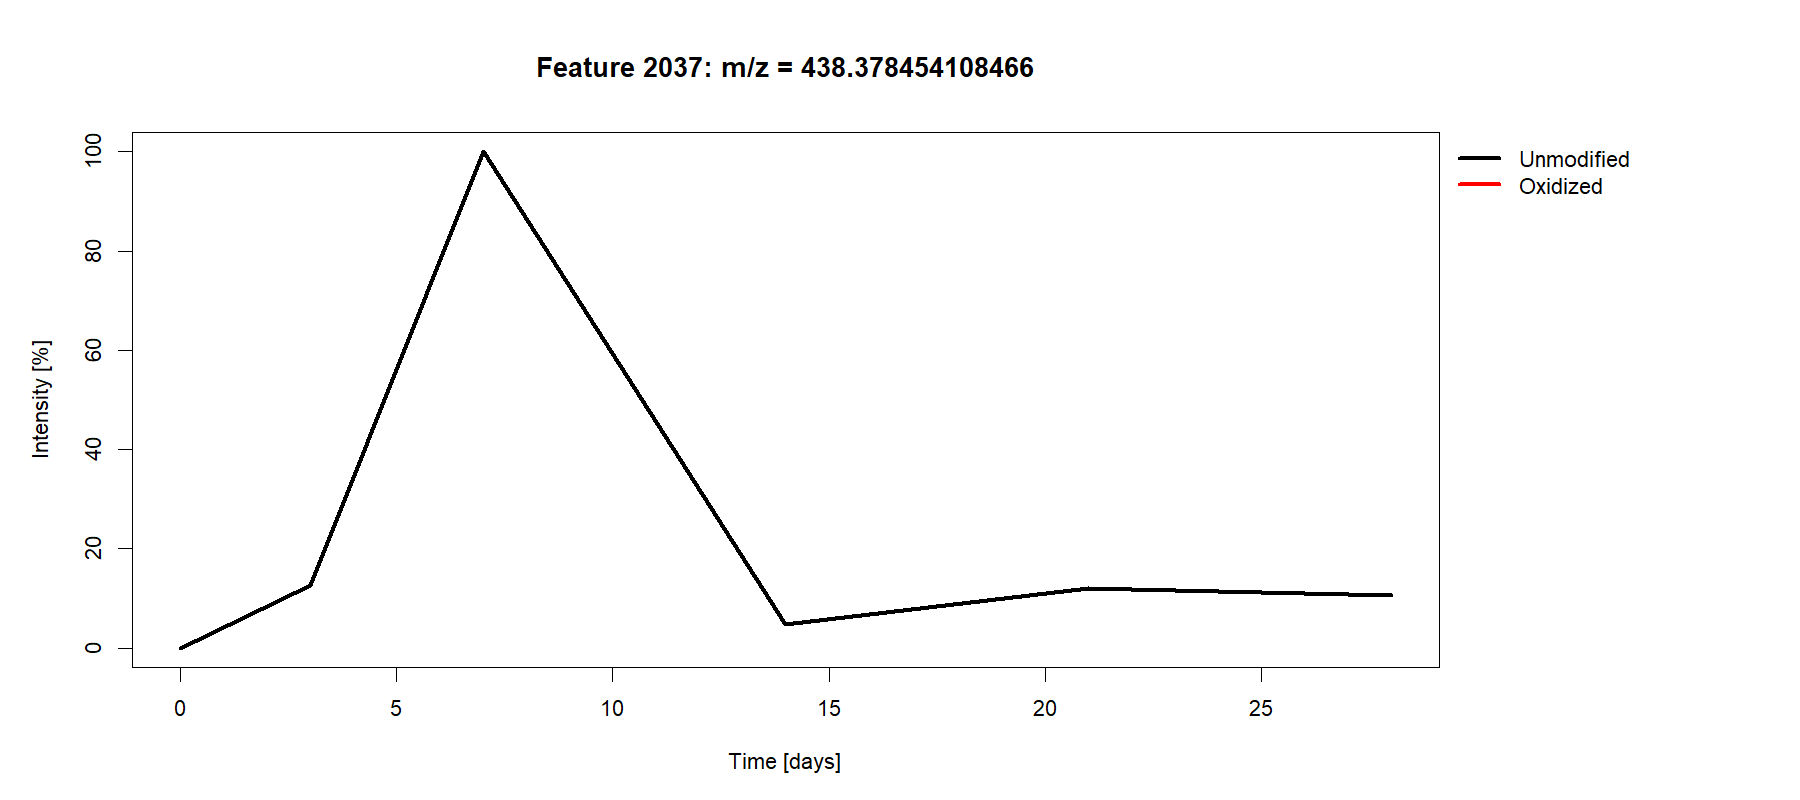 Feature 2037: m/z = 438.378454108466
Unmodified
Oxidized
Intensity [%]
100
80
60
40
20
0
0 5 10 15 20 25
Time [days]